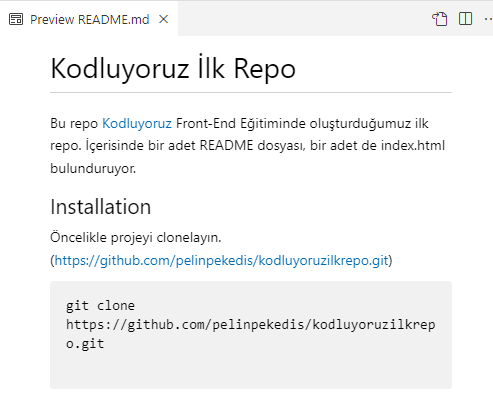 Preview README.md
Kodluyoruz İlk Repo
Bu repo Kodluyoruz Front-End Eğitiminde oluşturduğumuz ilk
repo. İçerisinde bir adet README dosyası, bir adet de index.html
bulunduruyor.
Installation
Öncelikle projeyi clonelayın.
(https://github.com/pelinpekedis/kodluyoruzilkrepo.git)
git clone
https://github.com/pelinpekedis/kodluyoruzilkrep
o.git